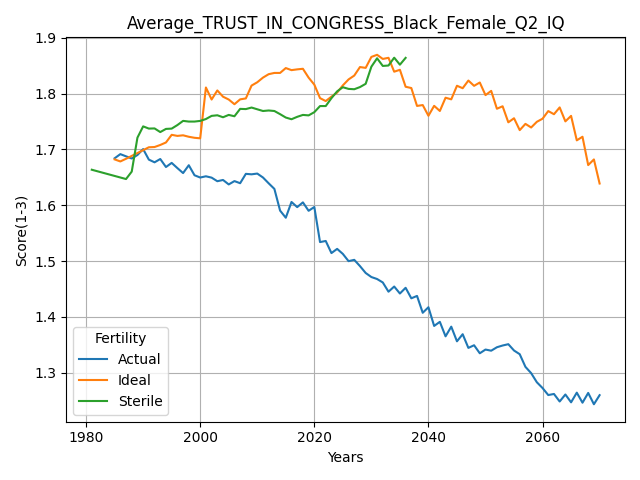 Average_TRUST_IN_CONGRESS_Black_Female_Q2_IQ
Score(1-3)
1.9
1.8
1.7
1.6
1.5
1.4
1.3
Fertility
Actual
Ideal
Sterile
1980 2000 2020 2040 2060
Years